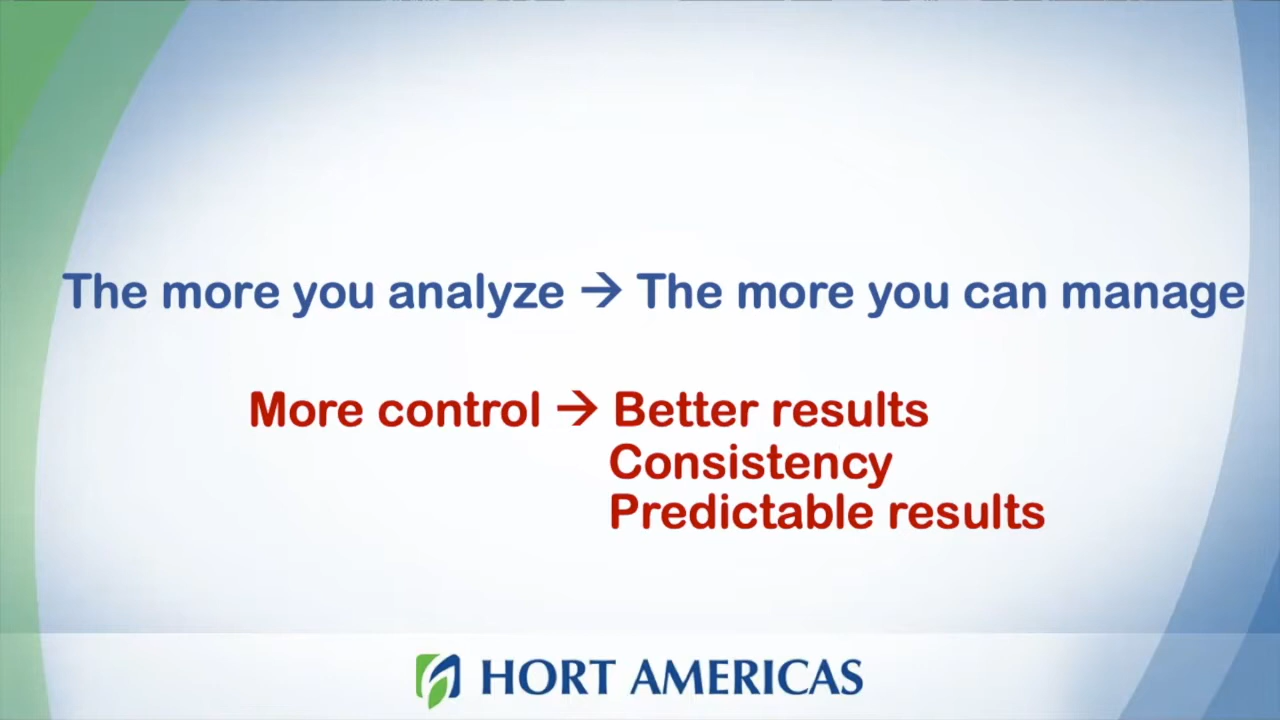 The more you analyze → The more you can manage
More control → Better results
Consistency
Predictable results
HORT AMERICAS